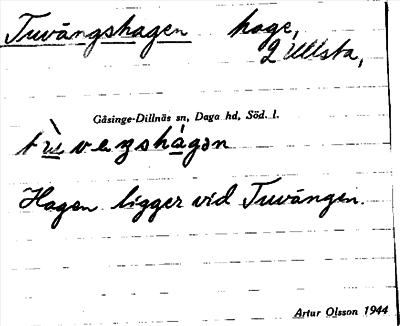 Tuvängshagen hage,
2 Ullsta,
Gåsinge-Dillnäs sn, Daga hd, Söd. l.
Hagen ligger vid Tuvängen.
Artur Olsson 1944